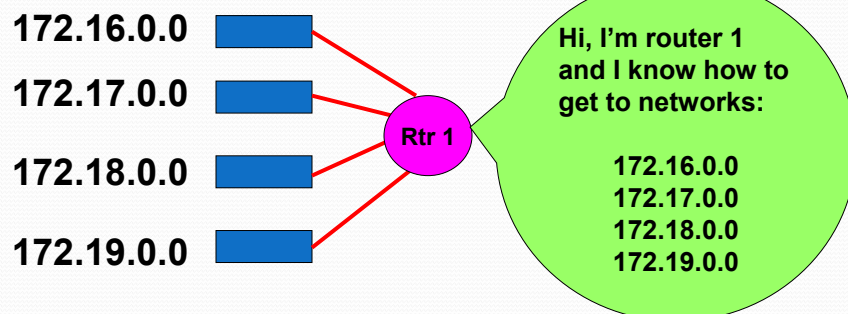 172.16.0.0
172.17.0.0
172.18.0.0
172.19.0.0
Rtr 1
Hi, I’m router 1
and I know how to
get to networks:
172.16.0.0
172.17.0.0
172.18.0.0
172.19.0.0